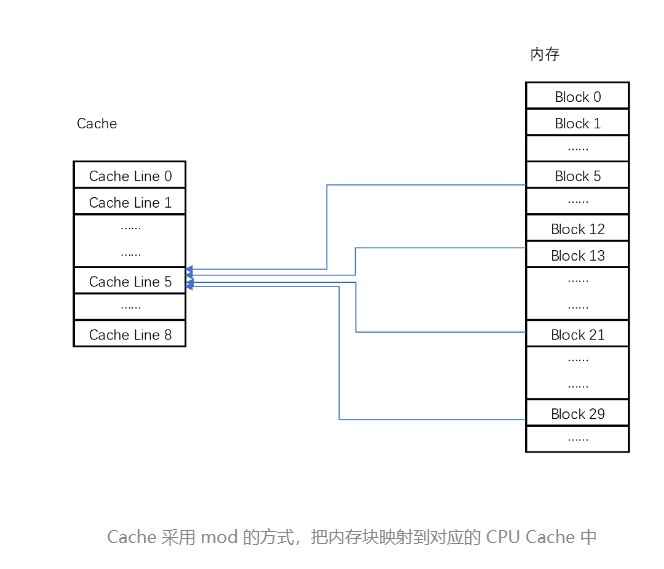 内存
Cache
Block 0
Block 1
……
Block 5
……
Block 12
Block 13
……
……
Block 21
……
……
Block 29
……
Cache Line 0
Cache Line 1
……
……
Cache Line 5
……
Cache Line 8
Cache 采用 mod 的方式，把内存块映射到对应的 CPU Cache 中